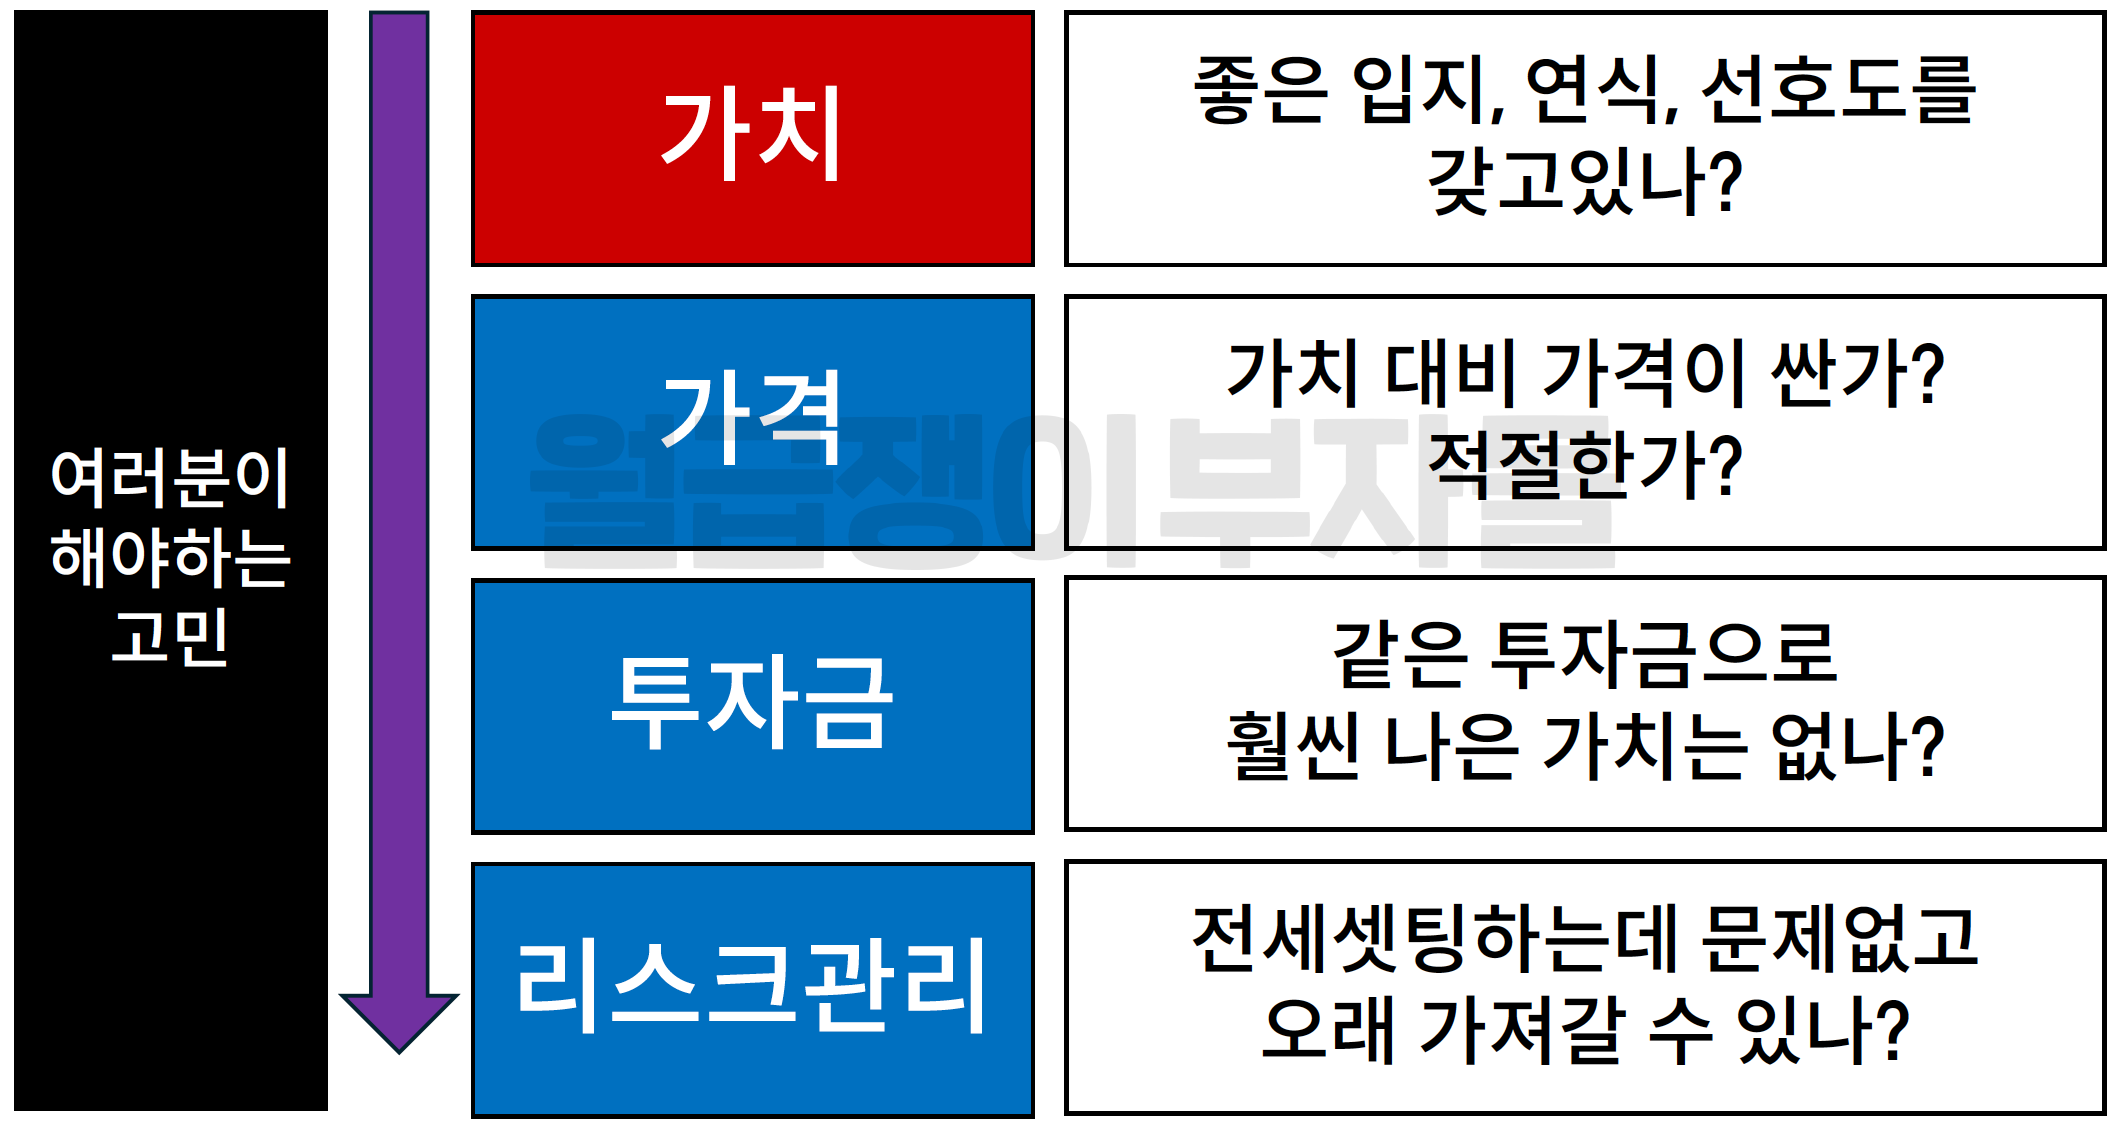 여러분이
해야하는
고민
가치
좋은 입지, 연식, 선호도를
갖고있나?
가격
가치 대비 가격이 싼가?
적절한가?
투자금
같은 투자금으로
훨씬 나은 가치는 없나?
리스크관리
전세셋팅하는데 문제없고
오래 가져갈 수 있나?
월급쟁이부자들